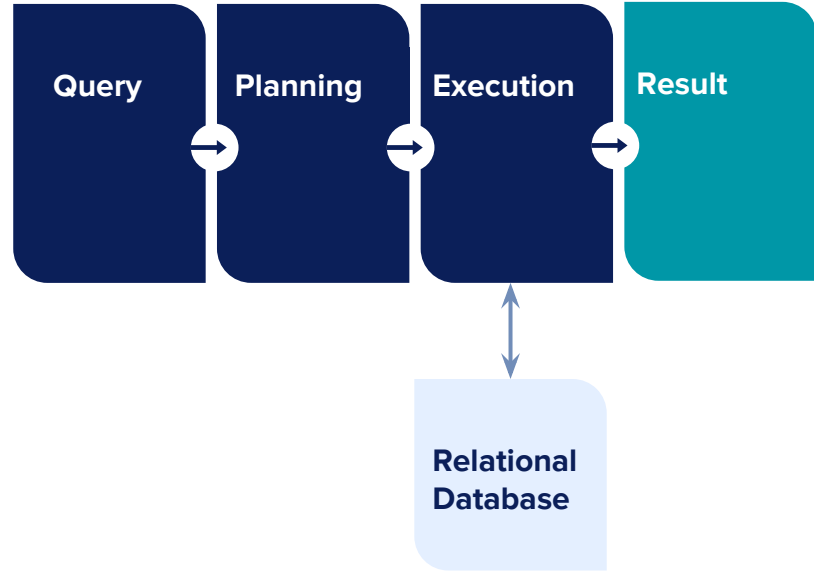 Query
Planning
Execution
Result
Relational
Database